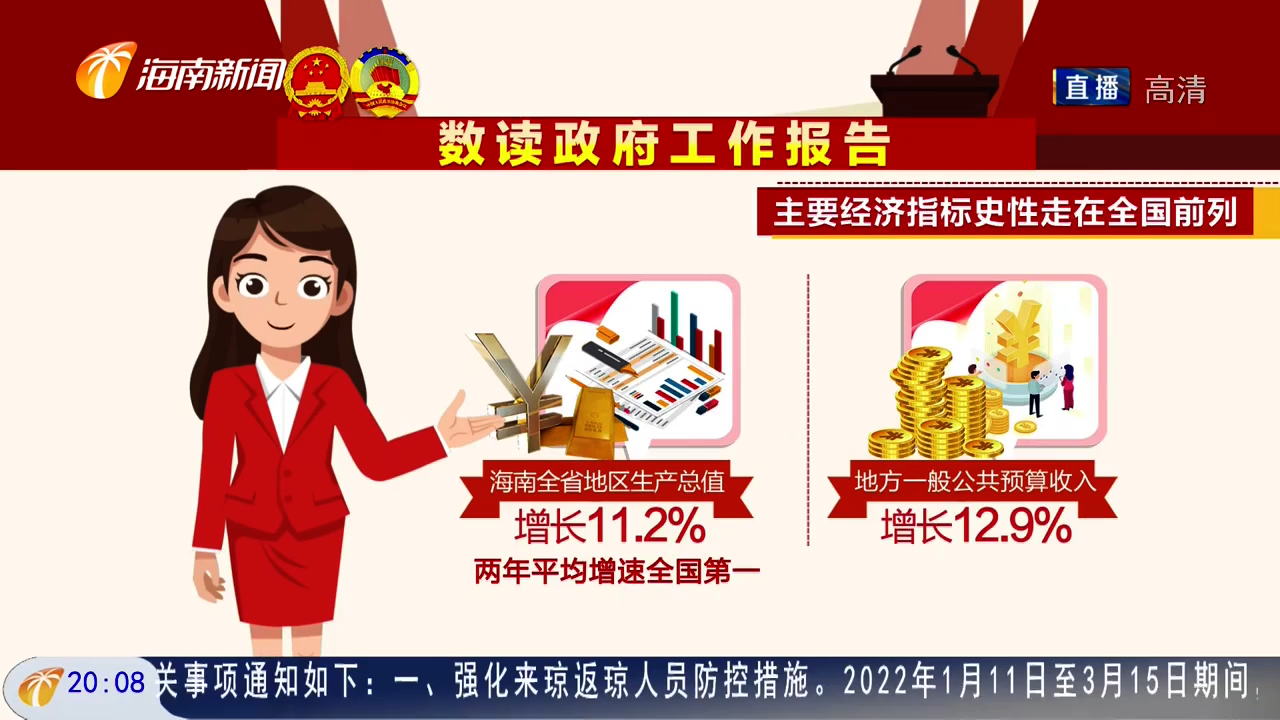 海南新闻
直播 高清
数读政府工作报告
主要经济指标史性走在全国前列
海南全省地区生产总值
增长11.2%
两年平均增速全国第一
地方一般公共预算收入
增长12.9%
20:08
关事项通知如下：一、强化来琼返琼人员防控措施。2022年1月11日至3月15日期间